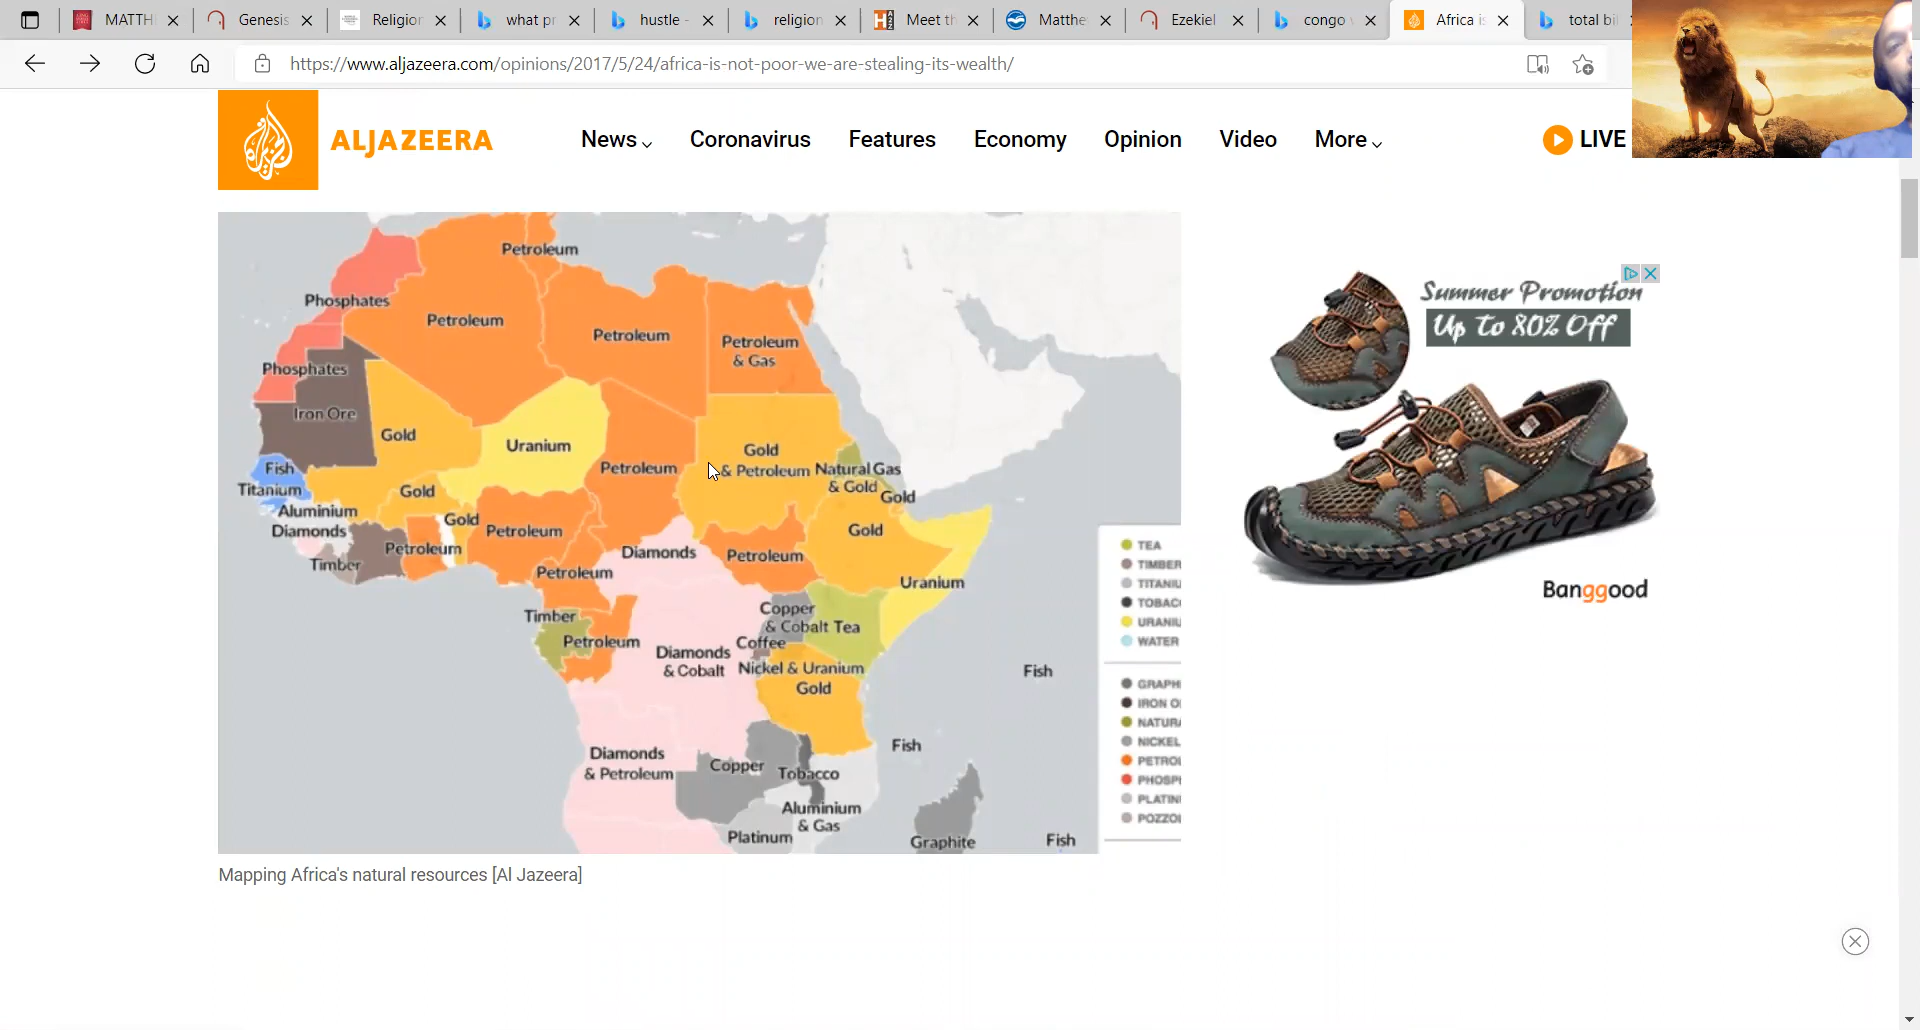 MATTH
Genesis
Religion
what pr
hustle -
religion
Meet th
Matthe
Ezekiel
congo
Africa is
total bi
https://www.aljazeera.com/opinions/2017/5/24/africa-is-not-poor-we-are-stealing-its-wealth/
ALJAZEERA
News
Coronavirus
Features
Economy
Opinion
Video
More
LIVE
Petroleum
Phosphates
Petroleum
Petroleum
Petroleum
& Gas
Phosphates
Iron Ore
Gold
Uranium
Gold
& Petroleum
Petroleum
Natural Gas
& Gold
Gold
Fish
Titanium
Gold
Aluminium
Diamonds
Gold
Petroleum
Gold
Petroleum
Timber
Diamonds
Petroleum
Petroleum
Uranium
Timber
Petroleum
Copper
& Cobalt
Tea
Coffee
Diamonds
& Cobalt
Nickel & Uranium
Gold
Fish
Fish
Diamonds
& Petroleum
Copper
Tobacco
Aluminium
& Gas
Platinum
Graphite
Fish
TEA
TIMBER
TITANIU
TOBAC
URANIU
WATER
GRAPH
IRON O
NATURA
NICKEL
PETROL
PHOSP
PLATIN
POZZOL
Summer Promotion
Up To 80% Off
Banggood
Mapping Africa's natural resources [Al Jazeera]